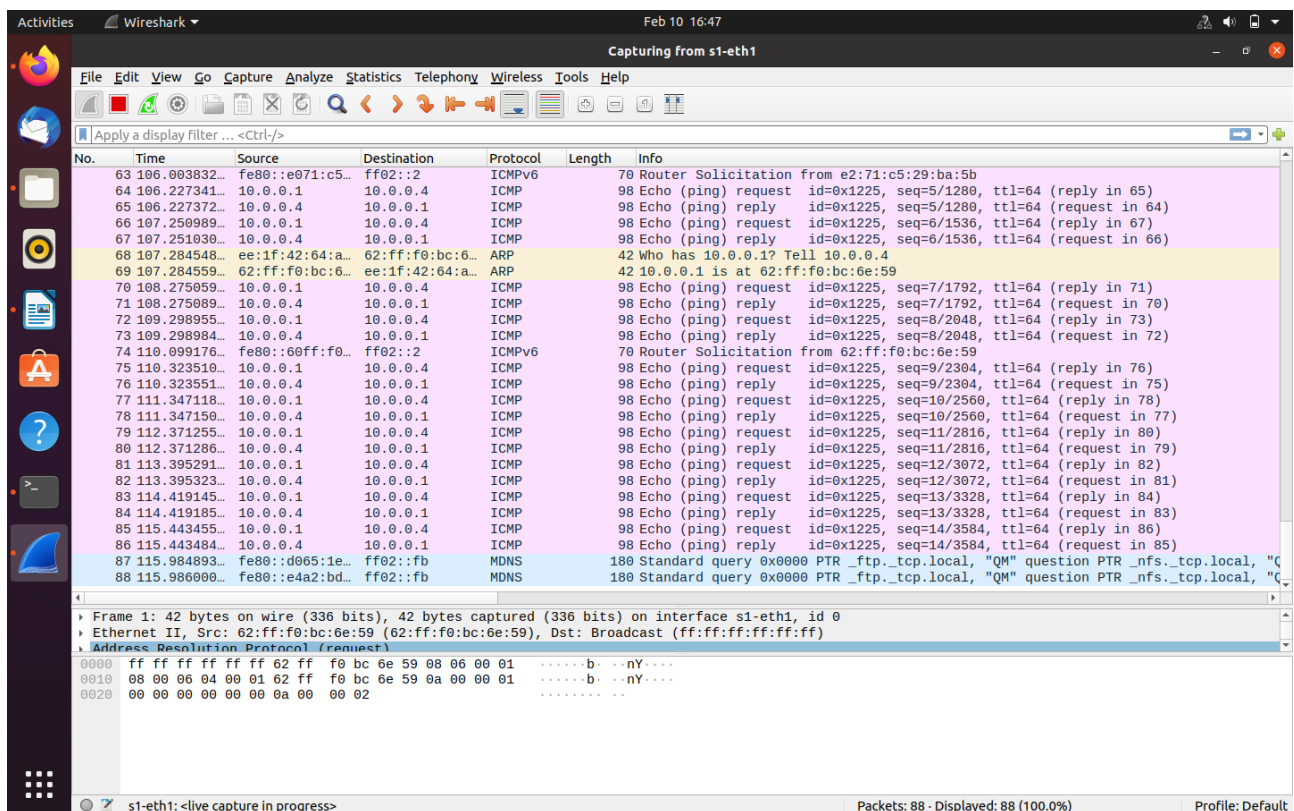 Activities Wireshark Feb 10 16:47
Capturing from s1-eth1
File Edit View Go Capture Analyze Statistics Telephony Wireless Tools Help
Apply a display filter … <Ctrl-/>
No. Time Source Destination Protocol Length Info
63 106.003832… fe80::e071:c5… ff02::2 ICMPv6 70 Router Solicitation from e2:71:c5:29:ba:5b
64 106.227341… 10.0.0.1 10.0.0.4 ICMP 98 Echo (ping) request id=0x1225, seq=5/1280, ttl=64 (reply in 65)
65 106.227372… 10.0.0.4 10.0.0.1 ICMP 98 Echo (ping) reply id=0x1225, seq=5/1280, ttl=64 (request in 64)
66 107.250989… 10.0.0.1 10.0.0.4 ICMP 98 Echo (ping) request id=0x1225, seq=6/1536, ttl=64 (reply in 67)
67 107.251030… 10.0.0.4 10.0.0.1 ICMP 98 Echo (ping) reply id=0x1225, seq=6/1536, ttl=64 (request in 66)
68 107.284548… ee:1f:42:64:a… 62:ff:f0:bc:6… ARP 42 Who has 10.0.0.1? Tell 10.0.0.4
69 107.284559… 62:ff:f0:bc:6… ee:1f:42:64:a… ARP 42 10.0.0.1 is at 62:ff:f0:bc:6e:59
70 108.275059… 10.0.0.1 10.0.0.4 ICMP 98 Echo (ping) request id=0x1225, seq=7/1792, ttl=64 (reply in 71)
71 108.275089… 10.0.0.4 10.0.0.1 ICMP 98 Echo (ping) reply id=0x1225, seq=7/1792, ttl=64 (request in 70)
72 109.298955… 10.0.0.1 10.0.0.4 ICMP 98 Echo (ping) request id=0x1225, seq=8/2048, ttl=64 (reply in 73)
73 109.298984… 10.0.0.4 10.0.0.1 ICMP 98 Echo (ping) reply id=0x1225, seq=8/2048, ttl=64 (request in 72)
74 110.099176… fe80::60ff:f0… ff02::2 ICMPv6 70 Router Solicitation from 62:ff:f0:bc:6e:59
75 110.323510… 10.0.0.1 10.0.0.4 ICMP 98 Echo (ping) request id=0x1225, seq=9/2304, ttl=64 (reply in 76)
76 110.323551… 10.0.0.4 10.0.0.1 ICMP 98 Echo (ping) reply id=0x1225, seq=9/2304, ttl=64 (request in 75)
77 111.347118… 10.0.0.1 10.0.0.4 ICMP 98 Echo (ping) request id=0x1225, seq=10/2560, ttl=64 (reply in 78)
78 111.347150… 10.0.0.4 10.0.0.1 ICMP 98 Echo (ping) reply id=0x1225, seq=10/2560, ttl=64 (request in 77)
79 112.371255… 10.0.0.1 10.0.0.4 ICMP 98 Echo (ping) request id=0x1225, seq=11/2816, ttl=64 (reply in 80)
80 112.371286… 10.0.0.4 10.0.0.1 ICMP 98 Echo (ping) reply id=0x1225, seq=11/2816, ttl=64 (request in 79)
81 113.395291… 10.0.0.1 10.0.0.4 ICMP 98 Echo (ping) request id=0x1225, seq=12/3072, ttl=64 (reply in 82)
82 113.395323… 10.0.0.4 10.0.0.1 ICMP 98 Echo (ping) reply id=0x1225, seq=12/3072, ttl=64 (request in 81)
83 114.419145… 10.0.0.1 10.0.0.4 ICMP 98 Echo (ping) request id=0x1225, seq=13/3328, ttl=64 (reply in 84)
84 114.419185… 10.0.0.4 10.0.0.1 ICMP 98 Echo (ping) reply id=0x1225, seq=13/3328, ttl=64 (request in 83)
85 115.443455… 10.0.0.1 10.0.0.4 ICMP 98 Echo (ping) request id=0x1225, seq=14/3584, ttl=64 (reply in 86)
86 115.443484… 10.0.0.4 10.0.0.1 ICMP 98 Echo (ping) reply id=0x1225, seq=14/3584, ttl=64 (request in 85)
87 115.984893… fe80::d065:1e… ff02::fb MDNS 180 Standard query 0x0000 PTR _ftp._tcp.local, "QM" question PTR _nfs._tcp.local, "Q
88 115.986000… fe80::e4a2:bd… ff02::fb MDNS 180 Standard query 0x0000 PTR _ftp._tcp.local, "QM" question PTR _nfs._tcp.local, "Q
Frame 1: 42 bytes on wire (336 bits), 42 bytes captured (336 bits) on interface s1-eth1, id 0
Ethernet II, Src: 62:ff:f0:bc:6e:59 (62:ff:f0:bc:6e:59), Dst: Broadcast (ff:ff:ff:ff:ff:ff)
Address Resolution Protocol (request)
0000 ff ff ff ff ff ff 62 ff f0 bc 6e 59 08 06 00 01 ······b· ··nY····
0010 08 00 06 04 00 01 62 ff f0 bc 6e 59 0a 00 00 01 ······b· ··nY····
0020 00 00 00 00 00 00 0a 00 00 02 ········ ··
s1-eth1: <live capture in progress> Packets: 88 · Displayed: 88 (100.0%) Profile: Default